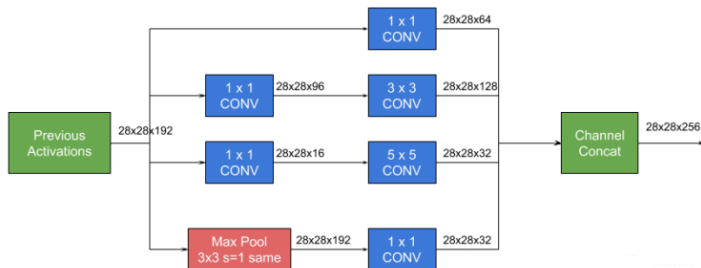 1 x 1
CONV
28x28x64
1 x 1
CONV
28x28x96
3 x 3
CONV
28x28x128
Previous
Activations
28x28x192
1 x 1
CONV
28x28x16
5 x 5
CONV
28x28x32
Channel
Concat
28x28x256
Max Pool
3x3 s=1 same
28x28x192
1 x 1
CONV
28x28x32